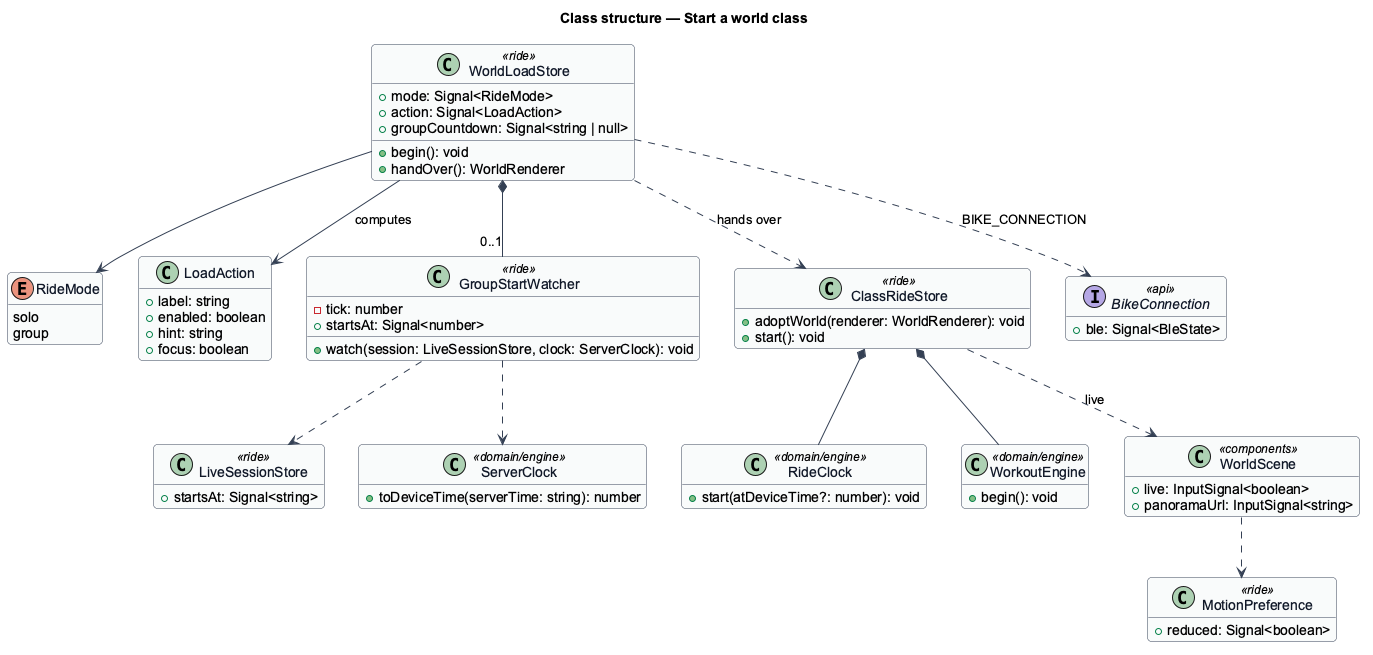 Class structure — Start a world class
«ride»
C WorldLoadStore
mode: Signal<RideMode>
action: Signal<LoadAction>
groupCountdown: Signal<string | null>
begin(): void
handOver(): WorldRenderer
computes
0..1
hands over
BIKE_CONNECTION
E RideMode
solo
group
C LoadAction
label: string
enabled: boolean
hint: string
focus: boolean
«ride»
C GroupStartWatcher
tick: number
startsAt: Signal<number>
watch(session: LiveSessionStore, clock: ServerClock): void
«ride»
C ClassRideStore
adoptWorld(renderer: WorldRenderer): void
start(): void
«api»
I BikeConnection
ble: Signal<BleState>
live
«ride»
C LiveSessionStore
startsAt: Signal<string>
«domain/engine»
C ServerClock
toDeviceTime(serverTime: string): number
«domain/engine»
C RideClock
start(atDeviceTime?: number): void
«domain/engine»
C WorkoutEngine
begin(): void
«components»
C WorldScene
live: InputSignal<boolean>
panoramaUrl: InputSignal<string>
«ride»
C MotionPreference
reduced: Signal<boolean>